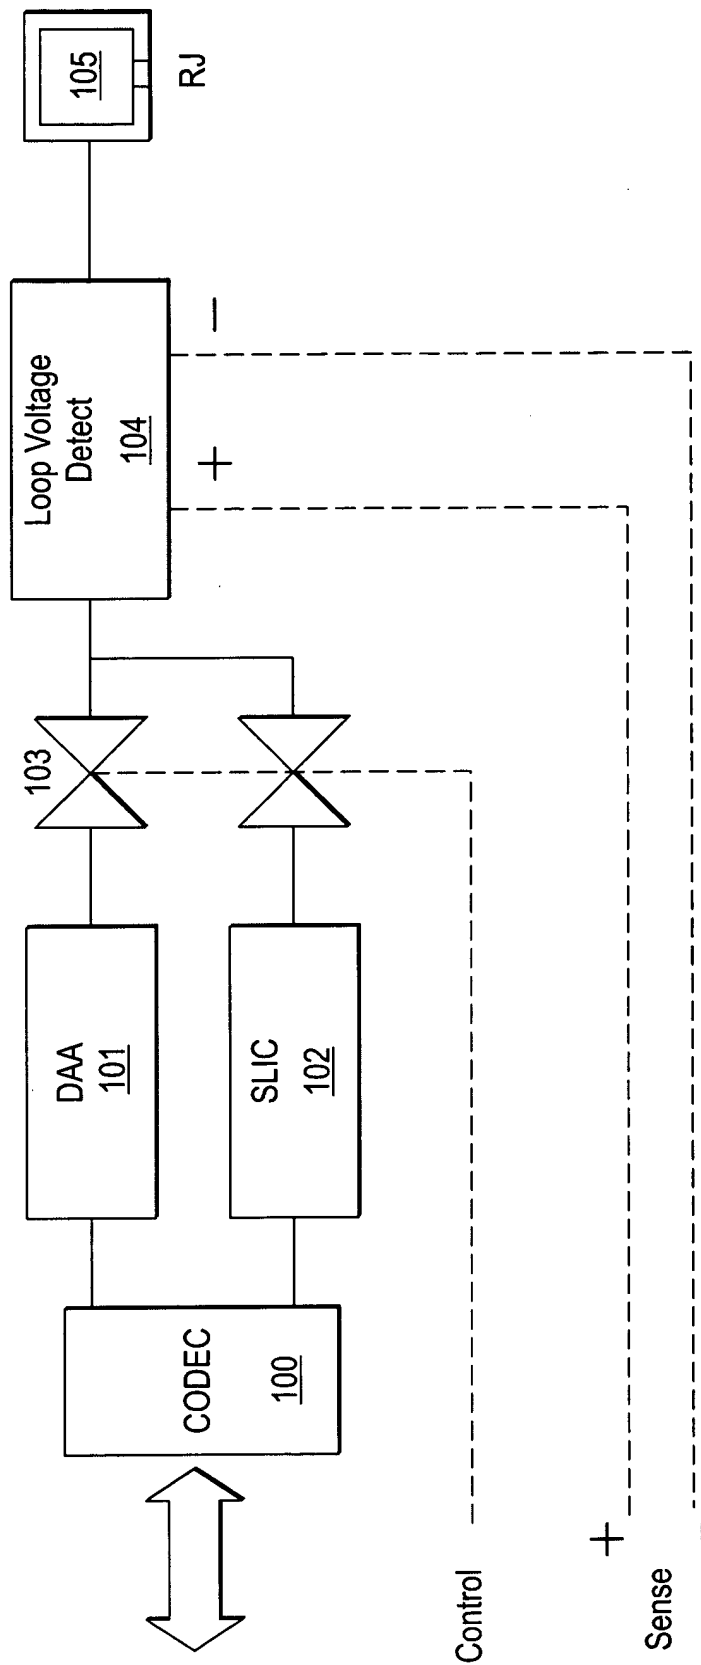 CODEC
100
DAA
101
SLIC
102
103
Loop Voltage
Detect
104
+
−
105
RJ
Control
+
Sense